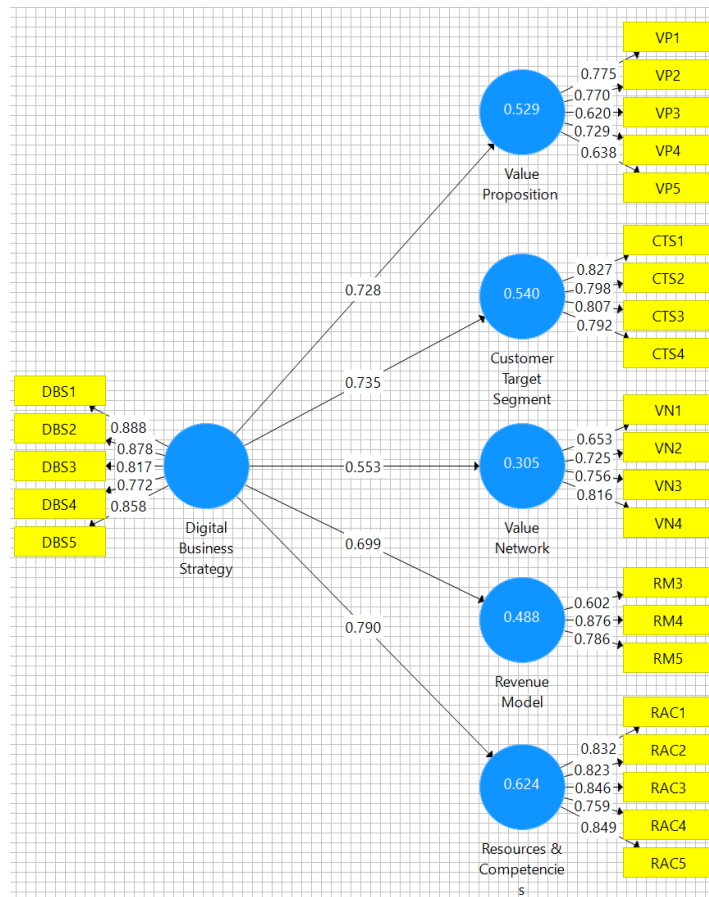 VP1
0.775
VP2
0.770
0.529
0.620
VP3
0.729
VP4
0.638
Value
Proposition
VP5
CTS1
0.827
CTS2
0.728
0.798
0.540
0.807
CTS3
0.792
CTS4
Customer
Target
Segment
0.735
DBS1
VN1
0.888
0.653
DBS2
VN2
0.878
0.725
DBS3
0.817
0.553
0.305
0.756
VN3
0.772
DBS4
0.816
VN4
0.858
DBS5
Digital
Business
Strategy
Value
Network
0.699
RM3
0.602
0.488
0.876
RM4
0.786
RM5
0.790
Revenue
Model
RAC1
0.832
RAC2
0.823
0.624
0.846
RAC3
0.759
RAC4
0.849
Resources &
Competencie
s
RAC5